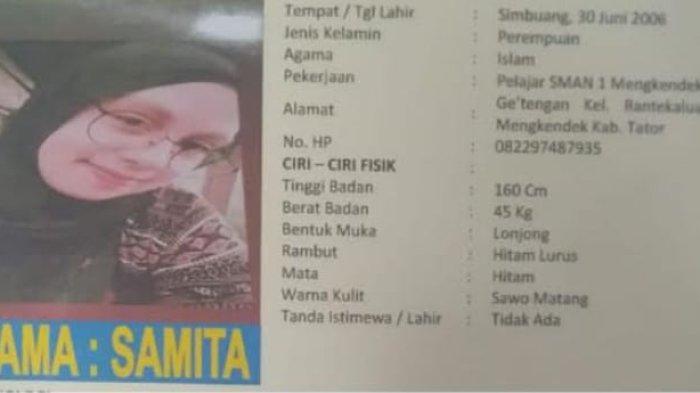 Tempat / Tgl Lahir : Simbuang, 30 Juni 2006
Jenis Kelamin : Perempuan
Agama : Islam
Pekerjaan : Pelajar SMAN 1 Mengkendek
Alamat : Ge'tengan Kel. Rantekalua
Mengkendek Kab. Tator
No. HP : 082297487935
CIRI – CIRI FISIK :
Tinggi Badan : 160 Cm
Berat Badan : 45 Kg
Bentuk Muka : Lonjong
Rambut : Hitam Lurus
Mata : Hitam
Warna Kulit : Sawo Matang
Tanda Istimewa / Lahir : Tidak Ada
AMA : SAMITA